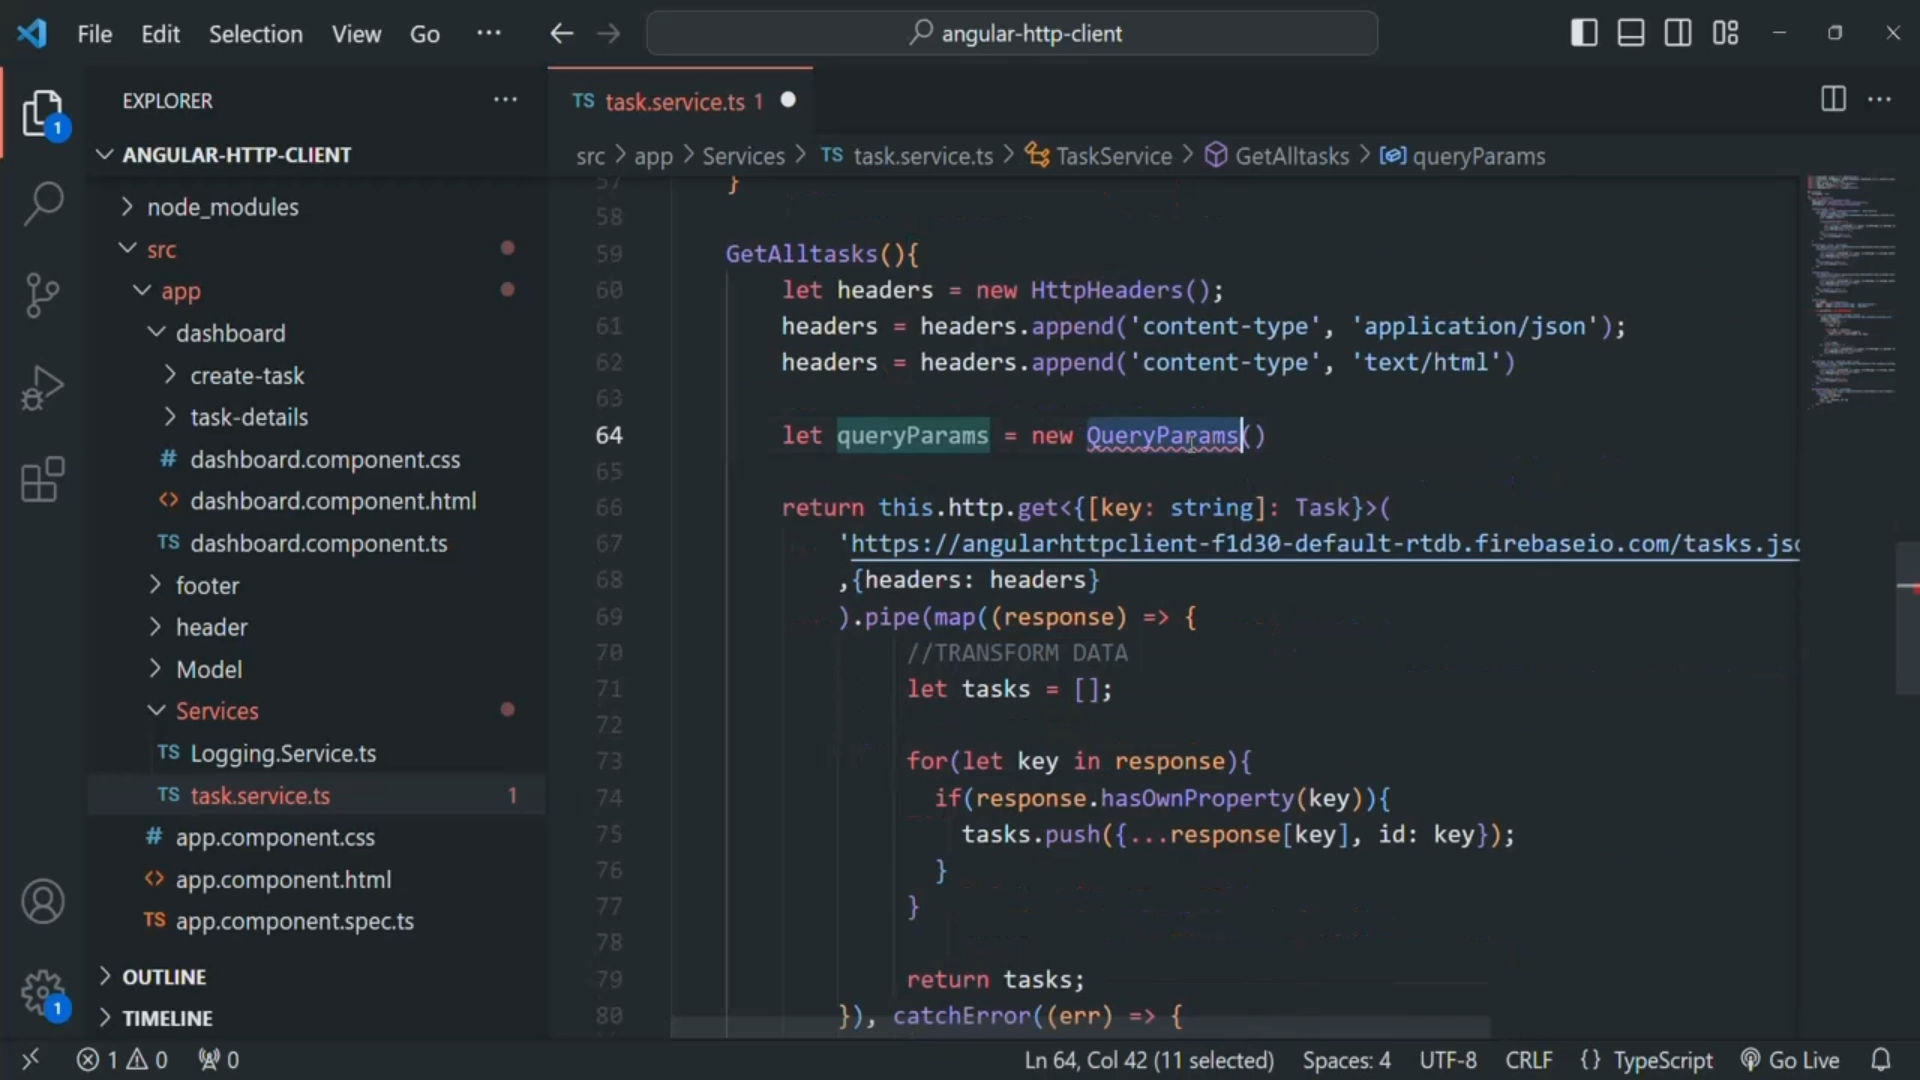 File Edit Selection View Go ··· angular-http-client
EXPLORER ···
ANGULAR-HTTP-CLIENT
node_modules
src
app
dashboard
create-task
task-details
# dashboard.component.css
<> dashboard.component.html
TS dashboard.component.ts
footer
header
Model
Services
TS Logging.Service.ts
TS task.service.ts 1
# app.component.css
<> app.component.html
TS app.component.spec.ts
OUTLINE
TIMELINE
1
1
TS task.service.ts 1
src > app > Services > TS task.service.ts > TaskService > GetAlltasks > queryParams
57 }
58
59 GetAlltasks(){
60 let headers = new HttpHeaders();
61 headers = headers.append('content-type', 'application/json');
62 headers = headers.append('content-type', 'text/html')
63
64 let queryParams = new QueryParams()
65
66 return this.http.get<{[key: string]: Task}>(
67 'https://angularhttpclient-f1d30-default-rtdb.firebaseio.com/tasks.js
68 ,{headers: headers}
69 ).pipe(map((response) => {
70 //TRANSFORM DATA
71 let tasks = [];
72
73 for(let key in response){
74 if(response.hasOwnProperty(key)){
75 tasks.push({...response[key], id: key});
76 }
77 }
78
79 return tasks;
80 }), catchError((err) => {
1 0 0 Ln 64, Col 42 (11 selected) Spaces: 4 UTF-8 CRLF {} TypeScript Go Live